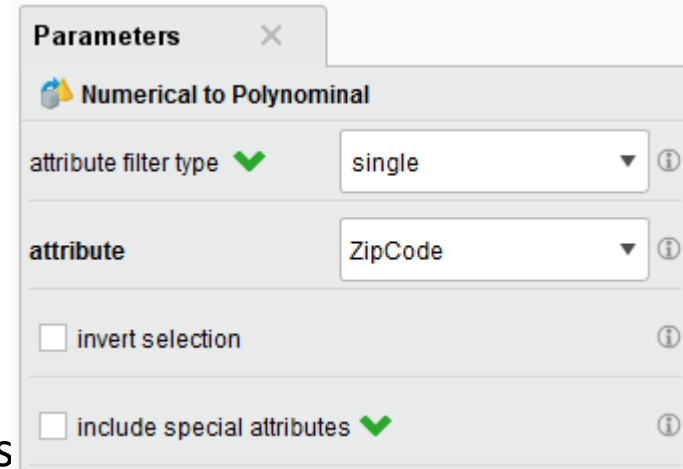 Parameters
Numerical to Polynominal
attribute filter type single
attribute ZipCode
invert selection
s include special attributes